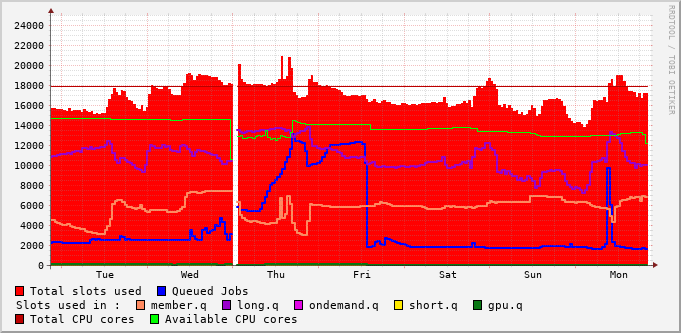 24000
22000
20000
18000
16000
14000
12000
10000
8000
6000
4000
2000
0
Tue Wed Thu Fri Sat Sun Mon
Total slots used Queued Jobs
Slots used in : member.q long.q ondemand.q short.q gpu.q
Total CPU cores Available CPU cores
RRDTOOL / TOBI OETIKER